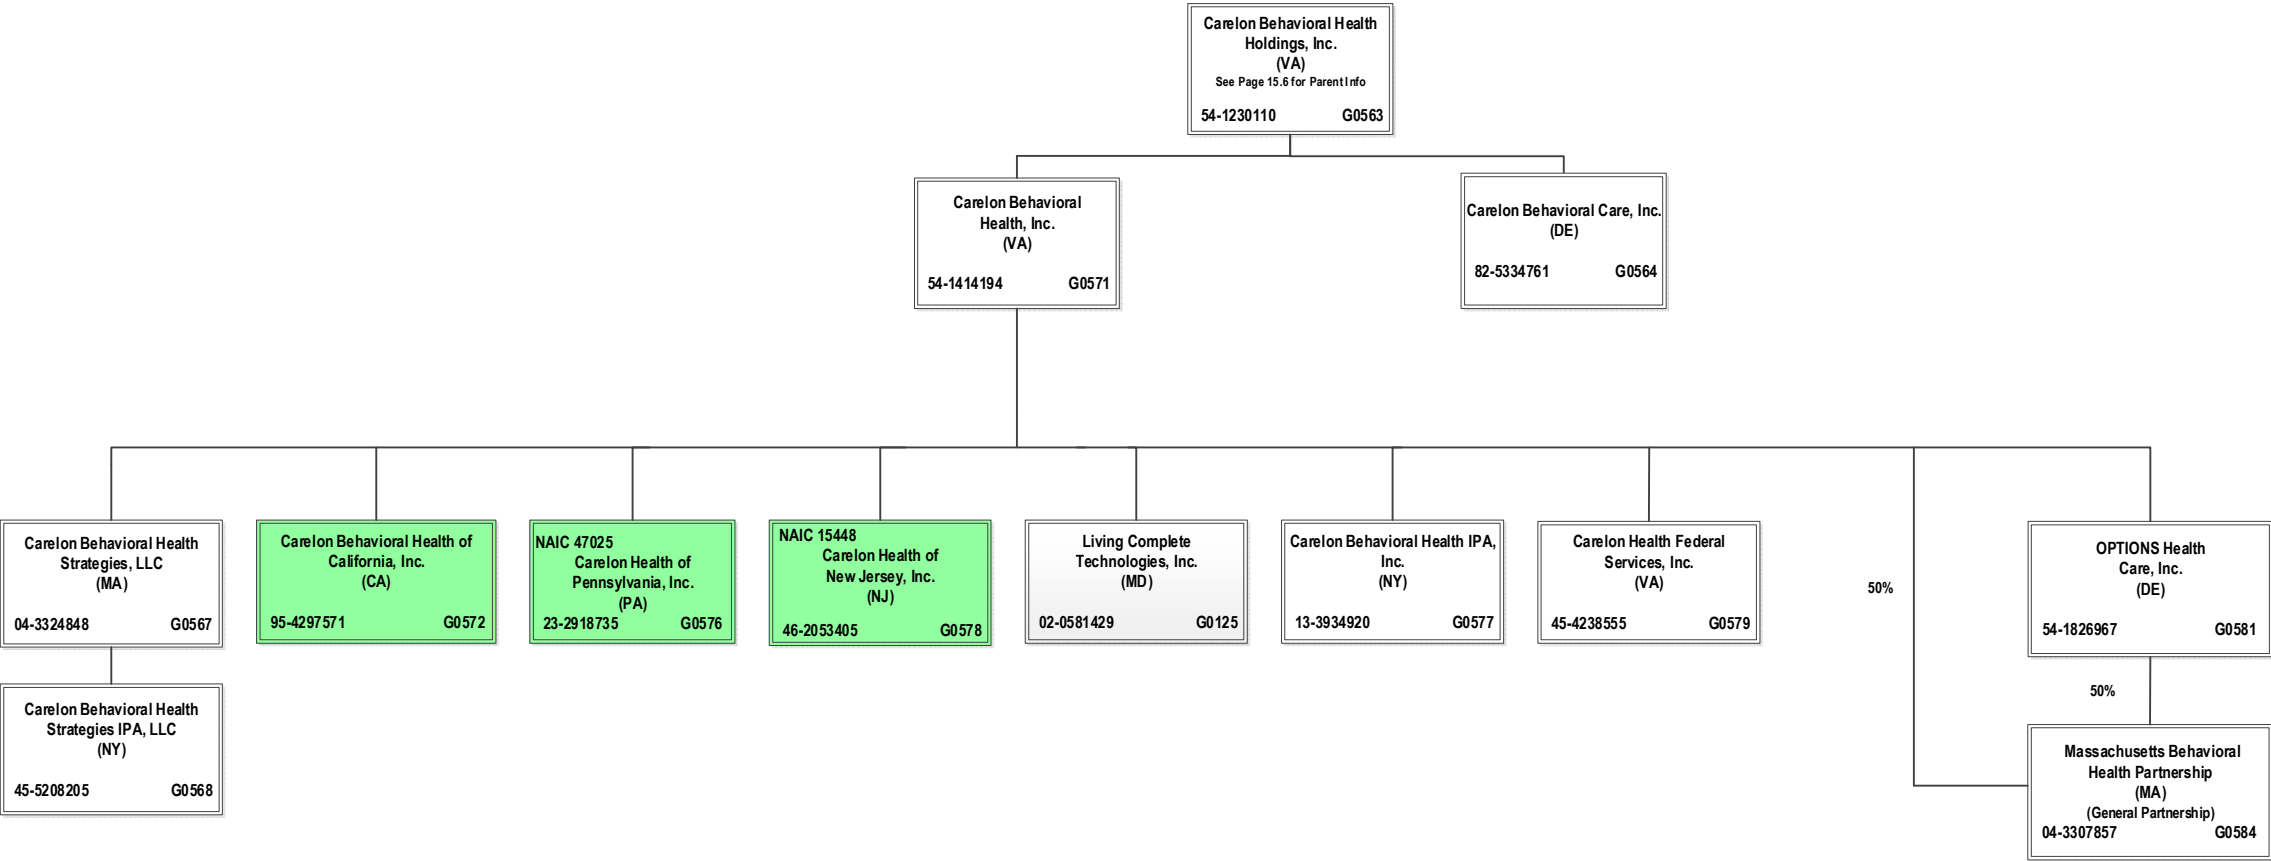 Carelon Behavioral Health
Holdings, Inc.
(VA)
See Page 15.6 for Parent Info
54-1230110 G0563
Carelon Behavioral
Health, Inc.
(VA)
54-1414194 G0571
Carelon Behavioral Care, Inc.
(DE)
82-5334761 G0564
Carelon Behavioral Health
Strategies, LLC
(MA)
04-3324848 G0567
Carelon Behavioral Health of
California, Inc.
(CA)
95-4297571 G0572
NAIC 47025
Carelon Health of
Pennsylvania, Inc.
(PA)
23-2918735 G0576
NAIC 15448
Carelon Health of
New Jersey, Inc.
(NJ)
46-2053405 G0578
Living Complete
Technologies, Inc.
(MD)
02-0581429 G0125
Carelon Behavioral Health IPA,
Inc.
(NY)
13-3934920 G0577
Carelon Health Federal
Services, Inc.
(VA)
45-4238555 G0579
50%
OPTIONS Health
Care, Inc.
(DE)
54-1826967 G0581
Carelon Behavioral Health
Strategies IPA, LLC
(NY)
45-5208205 G0568
50%
Massachusetts Behavioral
Health Partnership
(MA)
(General Partnership)
04-3307857 G0584